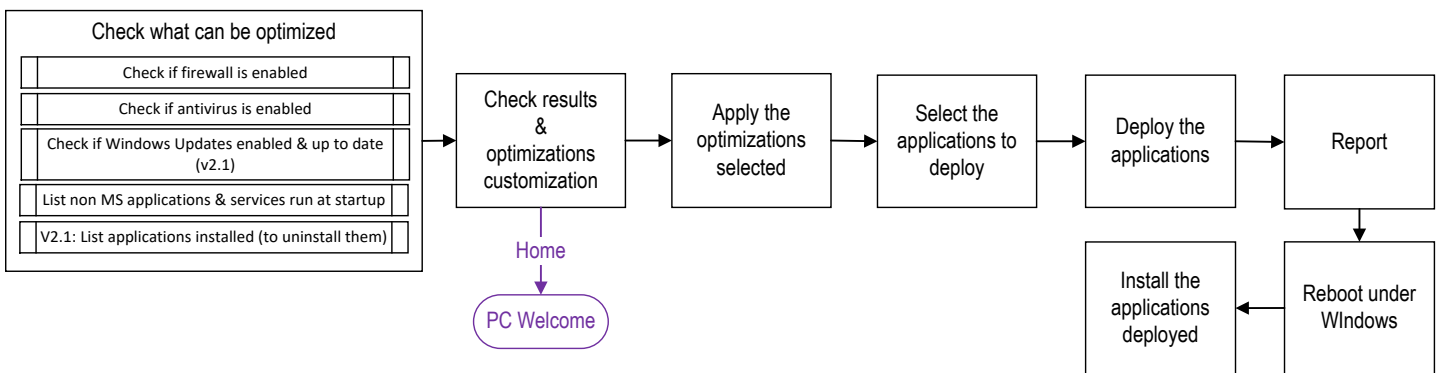 Check what can be optimized
Check if firewall is enabled
Check if antivirus is enabled
Check if Windows Updates enabled & up to date
(v2.1)
List non MS applications & services run at startup
V2.1: List applications installed (to uninstall them)
Check results
&
optimizations
customization
Home
PC Welcome
Apply the
optimizations
selected
Select the
applications to
deploy
Deploy the
applications
Report
Reboot under
WIndows
Install the
applications
deployed